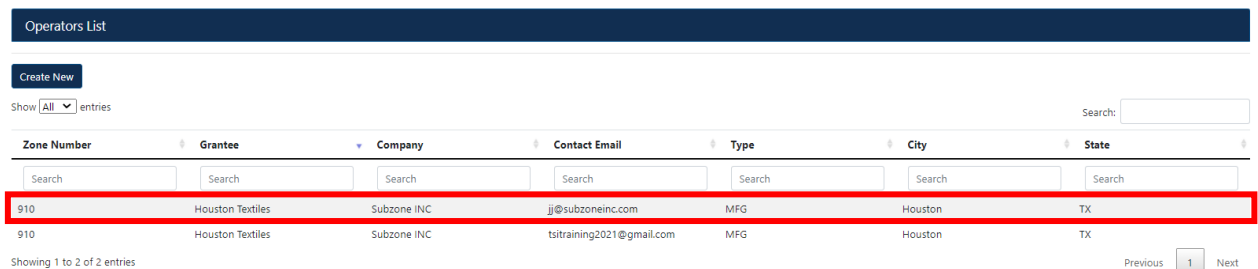 Operators List
Create New
Show All entries
Search:
Zone Number Grantee Company Contact Email Type City State
Search Search Search Search Search Search Search
910 Houston Textiles Subzone INC jj@subzoneinc.com MFG Houston TX
910 Houston Textiles Subzone INC tsitraining2021@gmail.com MFG Houston TX
Showing 1 to 2 of 2 entries
Previous 1 Next